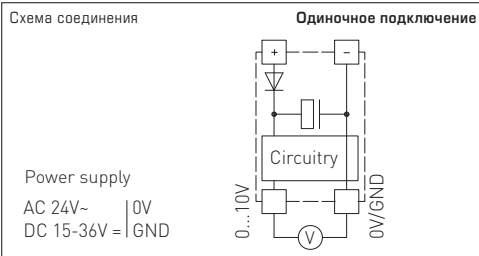 Схема соединения
Одиночное подключение
+ −
Circuitry
Power supply
AC 24V~ | 0V
DC 15-36V = | GND
0...10V
0V/GND
V